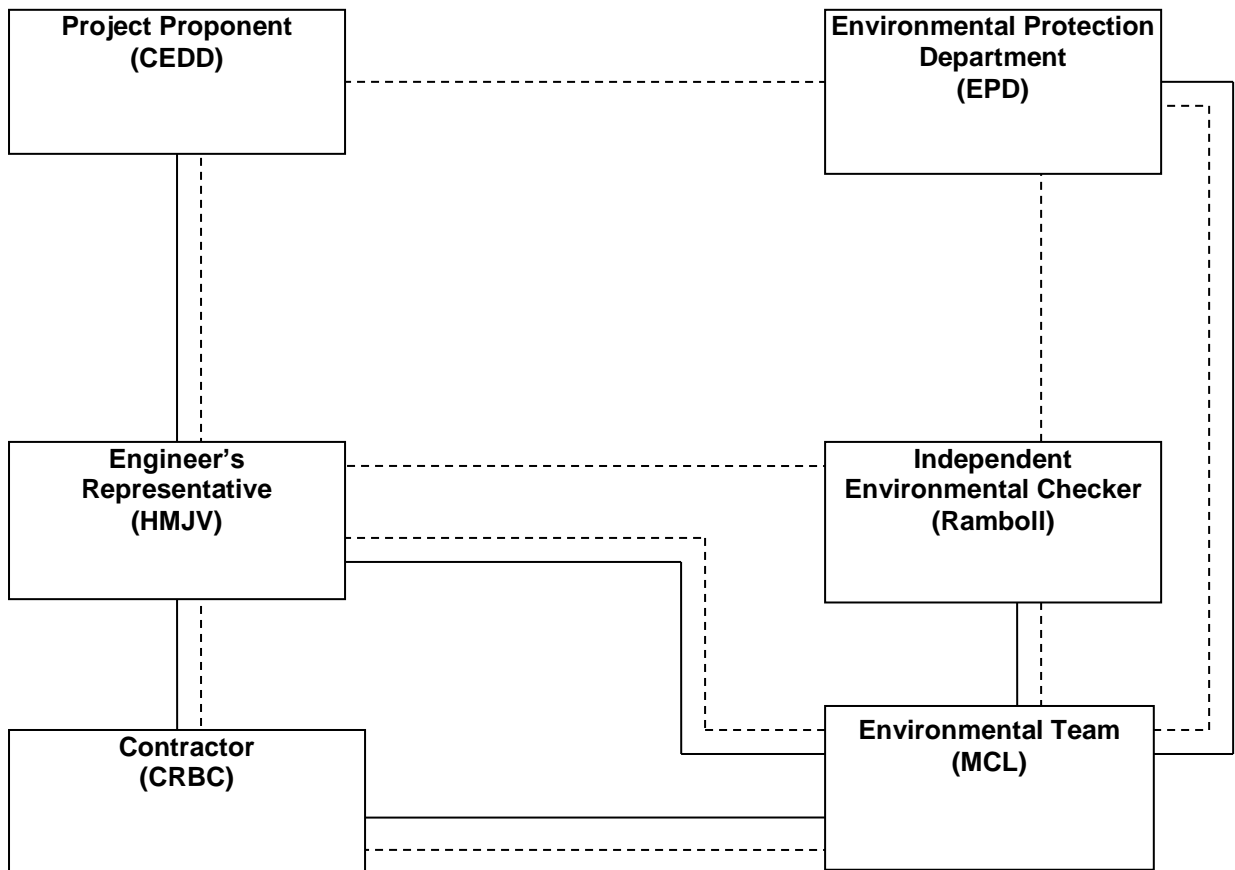 Project Proponent
(CEDD)
Environmental Protection
Department
(EPD)
Engineer’s
Representative
(HMJV)
Independent
Environmental Checker
(Ramboll)
Contractor
(CRBC)
Environmental Team
(MCL)